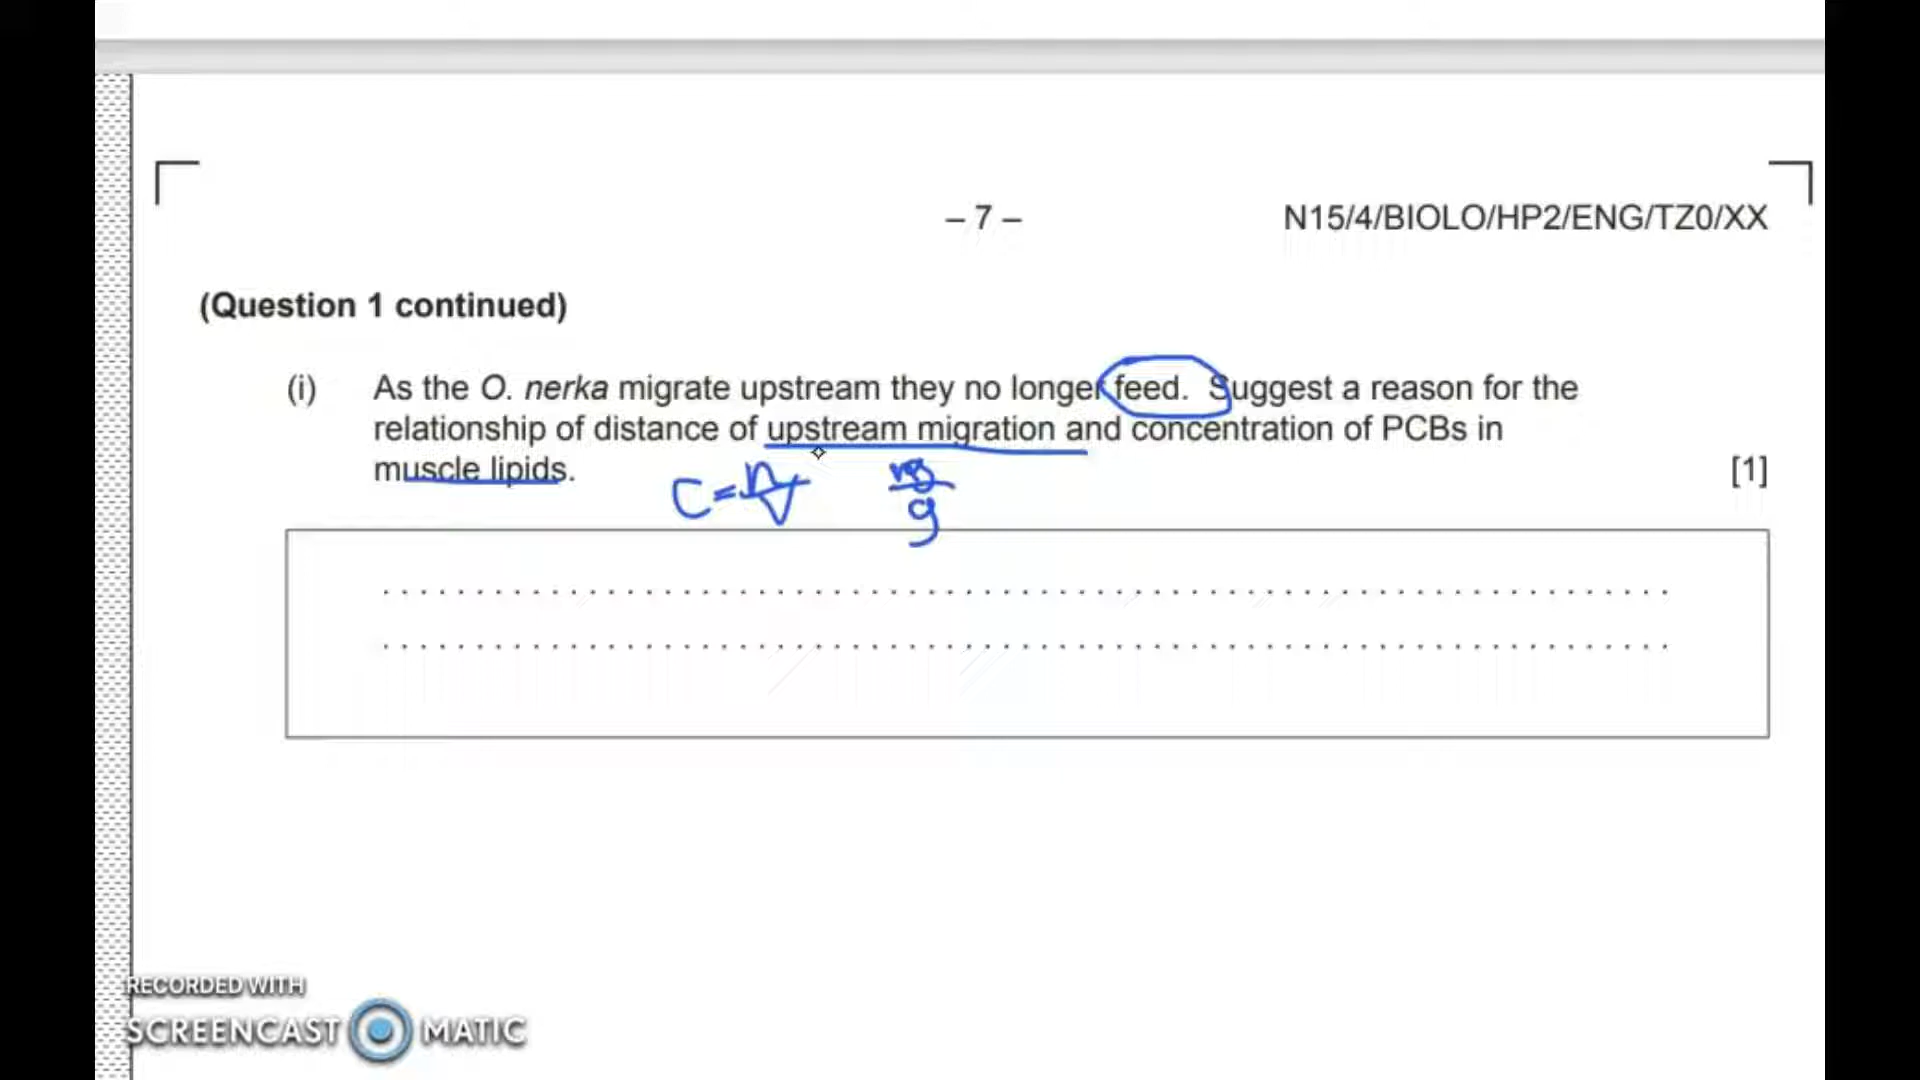 – 7 –
N15/4/BIOLO/HP2/ENG/TZ0/XX
(Question 1 continued)
(i) As the O. nerka migrate upstream they no longer feed. Suggest a reason for the
relationship of distance of upstream migration and concentration of PCBs in
muscle lipids.
[1]
C = n/V
RECORDED WITH
SCREENCAST MATIC